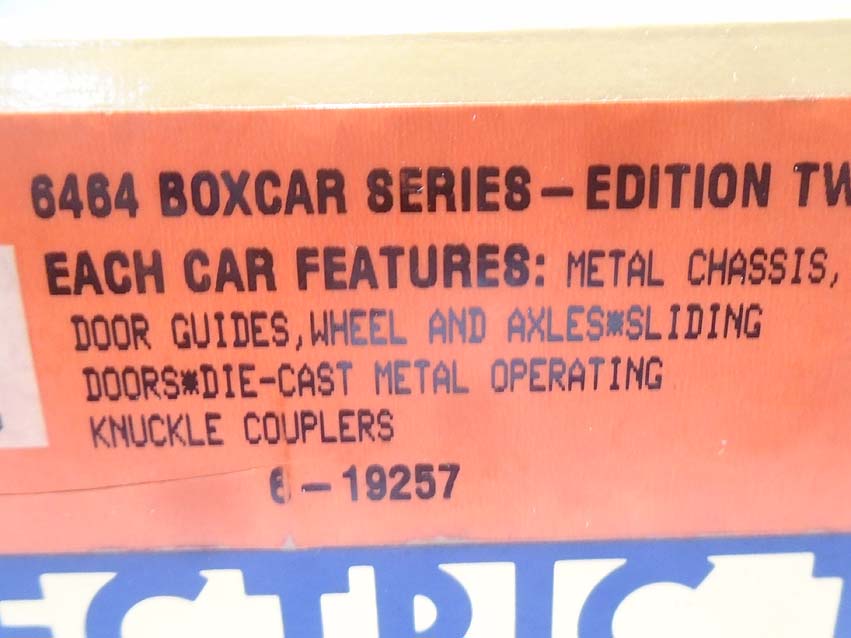 6464 BOXCAR SERIES – EDITION TW
EACH CAR FEATURES: METAL CHASSIS,
DOOR GUIDES,WHEEL AND AXLES*SLIDING
DOORS*DIE-CAST METAL OPERATING
KNUCKLE COUPLERS
6–19257
ECTRIC T